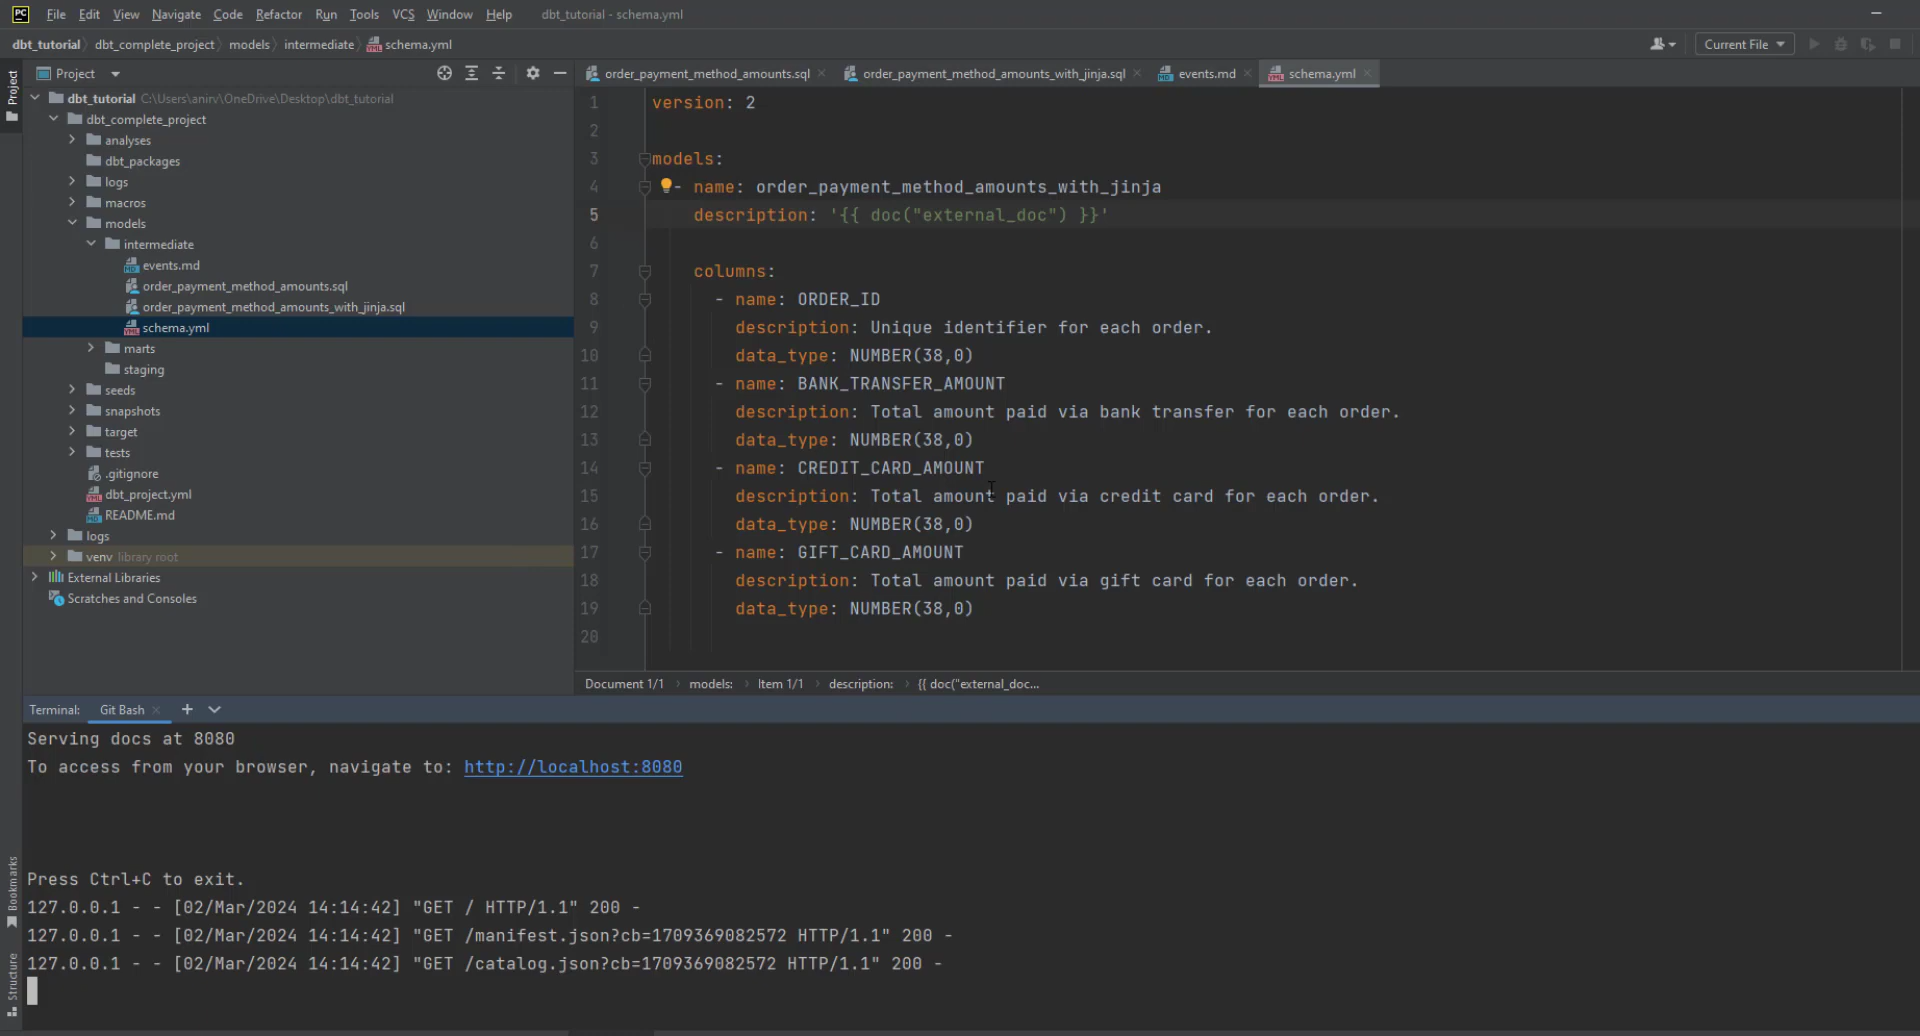 PC File Edit View Navigate Code Refactor Run Tools VCS Window Help dbt_tutorial - schema.yml
dbt_tutorial dbt_complete_project models intermediate schema.yml Current File
Project
Project
dbt_tutorial C:\Users\anirv\OneDrive\Desktop\dbt_tutorial
dbt_complete_project
analyses
dbt_packages
logs
macros
models
intermediate
events.md
order_payment_method_amounts.sql
order_payment_method_amounts_with_jinja.sql
schema.yml
marts
staging
seeds
snapshots
target
tests
.gitignore
dbt_project.yml
README.md
logs
venv library root
External Libraries
Scratches and Consoles
order_payment_method_amounts.sql order_payment_method_amounts_with_jinja.sql events.md schema.yml
1 version: 2
2
3 models:
4 - name: order_payment_method_amounts_with_jinja
5 description: '{{ doc("external_doc") }}'
6
7 columns:
8 - name: ORDER_ID
9 description: Unique identifier for each order.
10 data_type: NUMBER(38,0)
11 - name: BANK_TRANSFER_AMOUNT
12 description: Total amount paid via bank transfer for each order.
13 data_type: NUMBER(38,0)
14 - name: CREDIT_CARD_AMOUNT
15 description: Total amount paid via credit card for each order.
16 data_type: NUMBER(38,0)
17 - name: GIFT_CARD_AMOUNT
18 description: Total amount paid via gift card for each order.
19 data_type: NUMBER(38,0)
20
Document 1/1 models: Item 1/1 description: {{ doc("external_doc...
Terminal: Git Bash
Serving docs at 8080
To access from your browser, navigate to: http://localhost:8080
Press Ctrl+C to exit.
127.0.0.1 - - [02/Mar/2024 14:14:42] "GET / HTTP/1.1" 200 -
127.0.0.1 - - [02/Mar/2024 14:14:42] "GET /manifest.json?cb=1709369082572 HTTP/1.1" 200 -
127.0.0.1 - - [02/Mar/2024 14:14:42] "GET /catalog.json?cb=1709369082572 HTTP/1.1" 200 -
Bookmarks
Structure